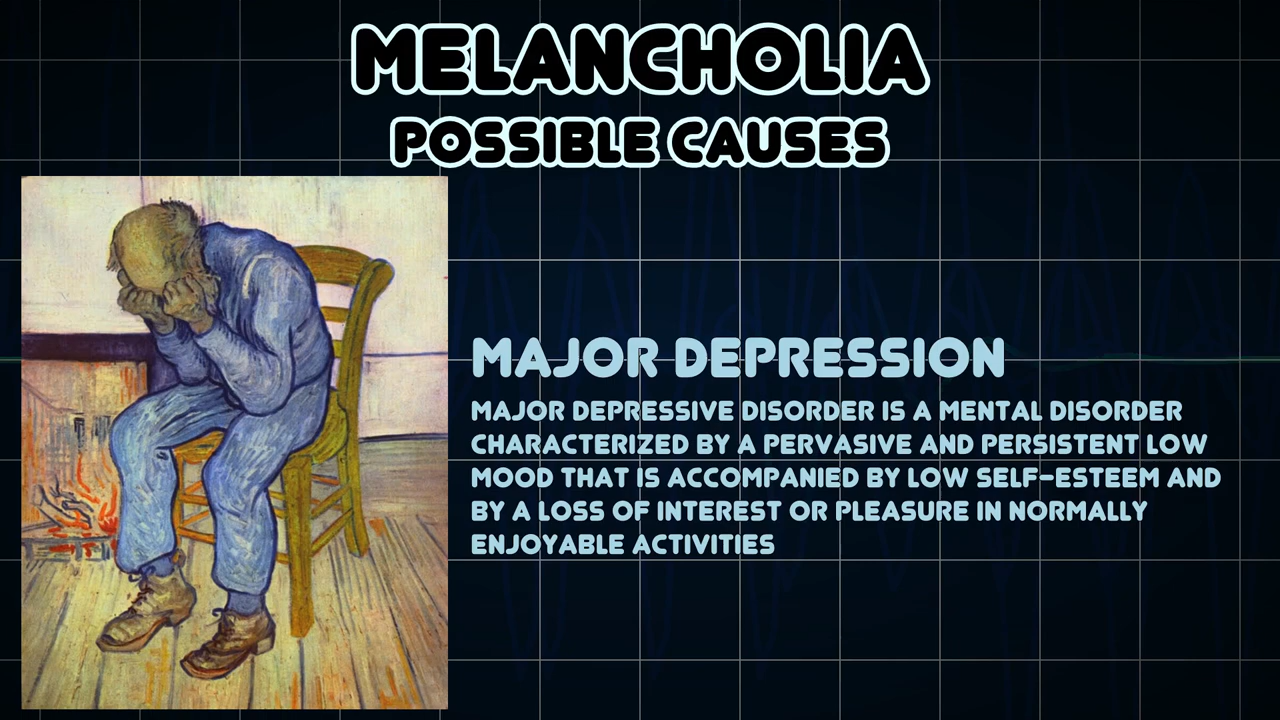 MELANCHOLIA
POSSIBLE CAUSES
MAJOR DEPRESSION
MAJOR DEPRESSIVE DISORDER IS A MENTAL DISORDER
CHARACTERIZED BY A PERVASIVE AND PERSISTENT LOW
MOOD THAT IS ACCOMPANIED BY LOW SELF-ESTEEM AND
BY A LOSS OF INTEREST OR PLEASURE IN NORMALLY
ENJOYABLE ACTIVITIES